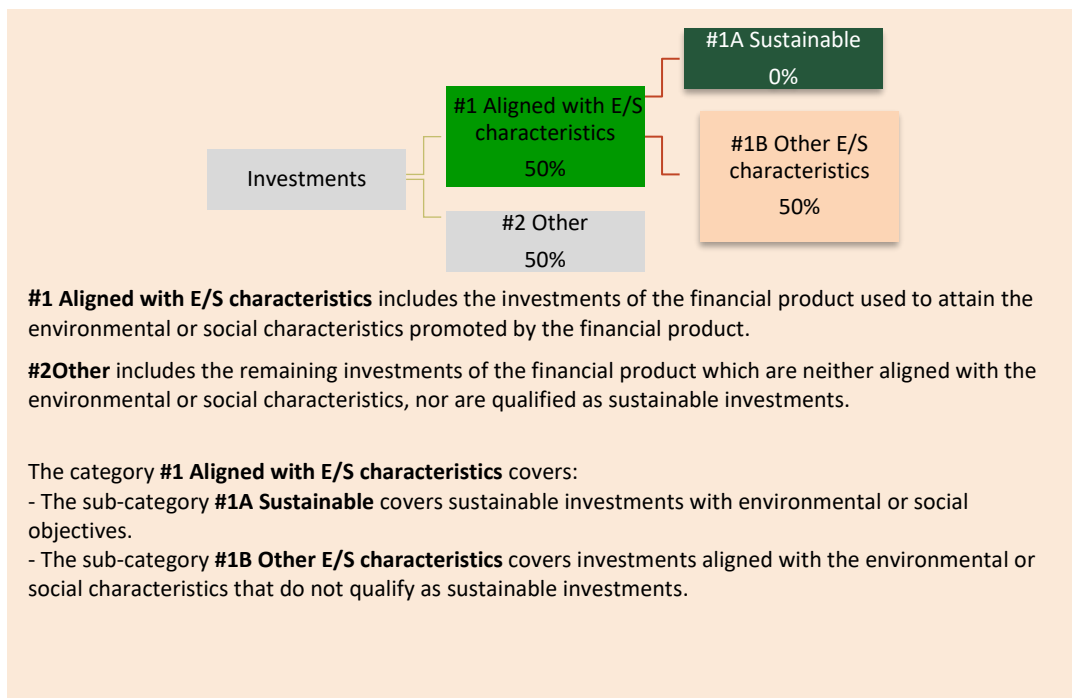 #1A Sustainable
0%
#1 Aligned with E/S
characteristics
50%
#1B Other E/S
characteristics
50%
Investments
#2 Other
50%
#1 Aligned with E/S characteristics includes the investments of the financial product used to attain the
environmental or social characteristics promoted by the financial product.
#2Other includes the remaining investments of the financial product which are neither aligned with the
environmental or social characteristics, nor are qualified as sustainable investments.
The category #1 Aligned with E/S characteristics covers:
- The sub-category #1A Sustainable covers sustainable investments with environmental or social
objectives.
- The sub-category #1B Other E/S characteristics covers investments aligned with the environmental or
social characteristics that do not qualify as sustainable investments.